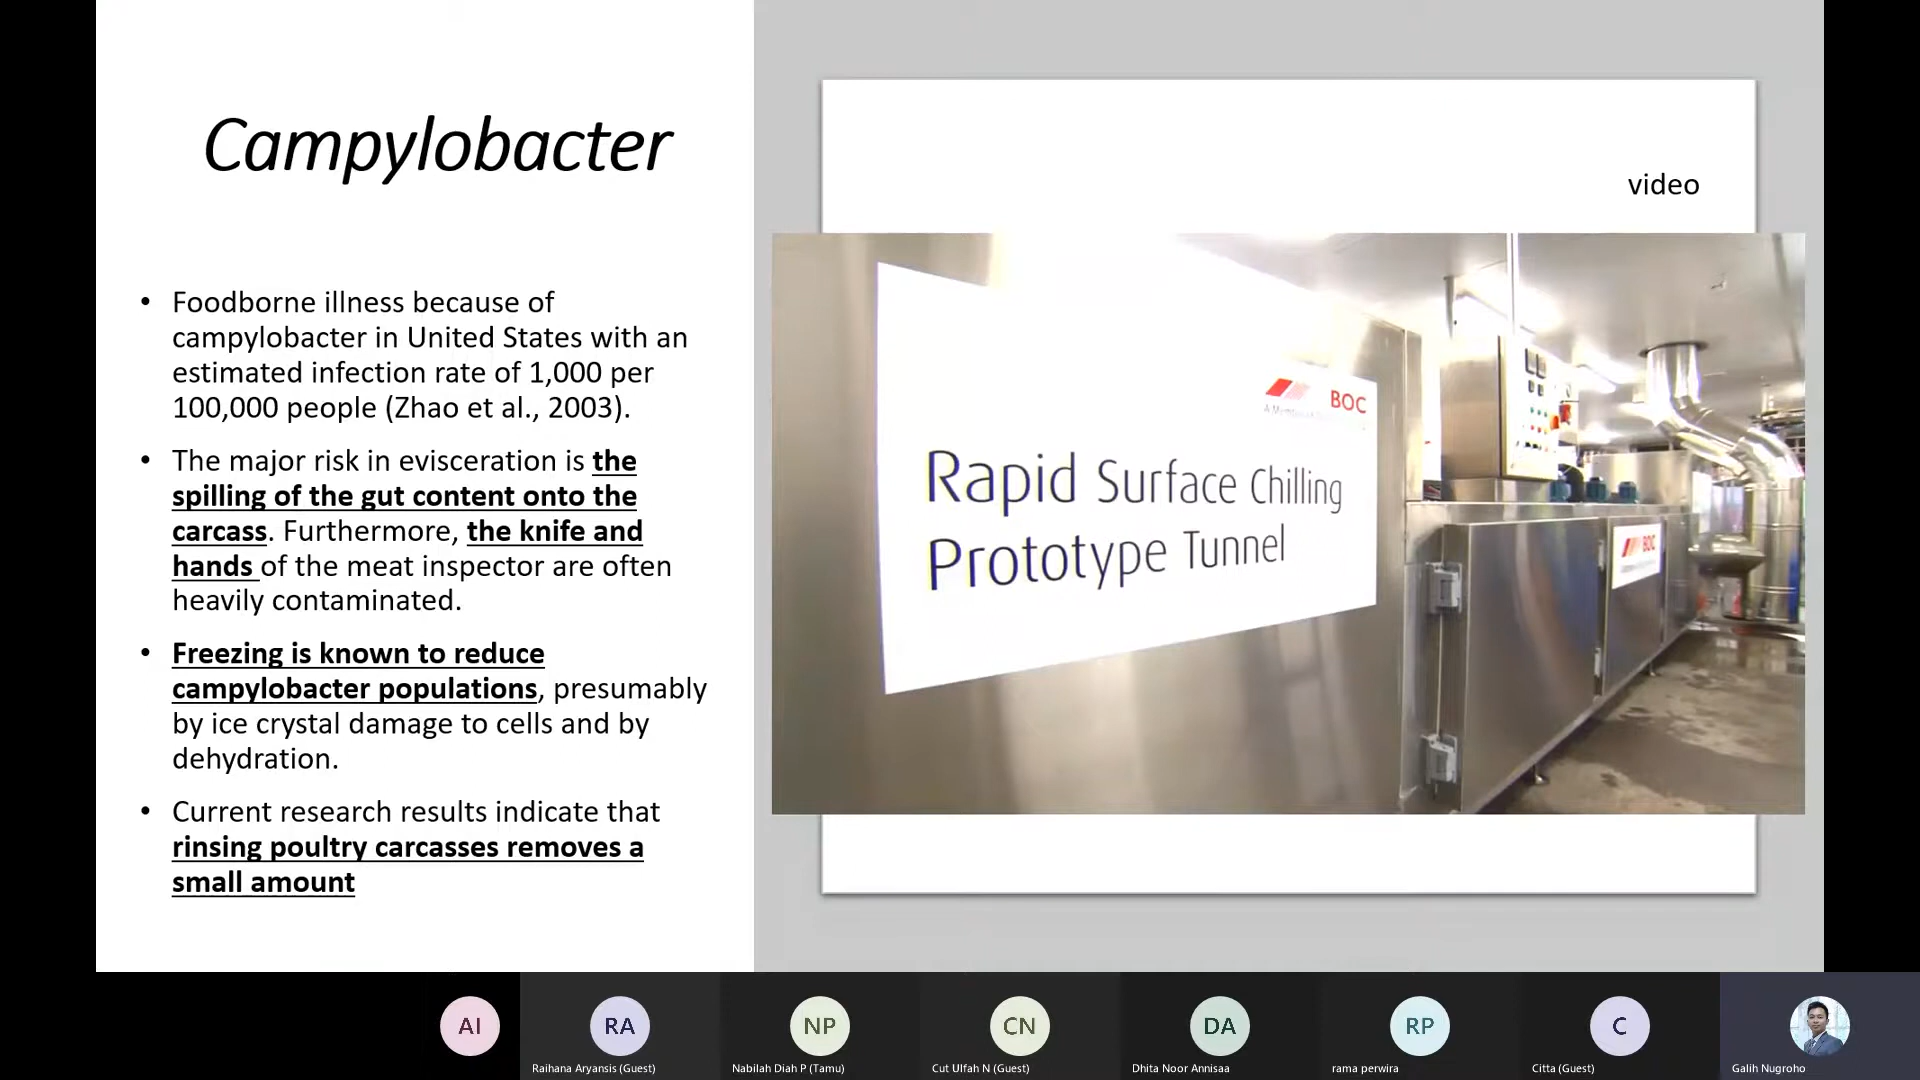 Campylobacter
• Foodborne illness because of
campylobacter in United States with an
estimated infection rate of 1,000 per
100,000 people (Zhao et al., 2003).
• The major risk in evisceration is the
spilling of the gut content onto the
carcass. Furthermore, the knife and
hands of the meat inspector are often
heavily contaminated.
• Freezing is known to reduce
campylobacter populations, presumably
by ice crystal damage to cells and by
dehydration.
• Current research results indicate that
rinsing poultry carcasses removes a
small amount
video
BOC
Rapid Surface Chilling
Prototype Tunnel
BOC
AI
RA
NP
CN
DA
RP
C
Raihana Aryansis (Guest)
Nabilah Diah P (Tamu)
Cut Ulfah N (Guest)
Dhita Noor Annisaa
rama perwira
Citta (Guest)
Galih Nugroho